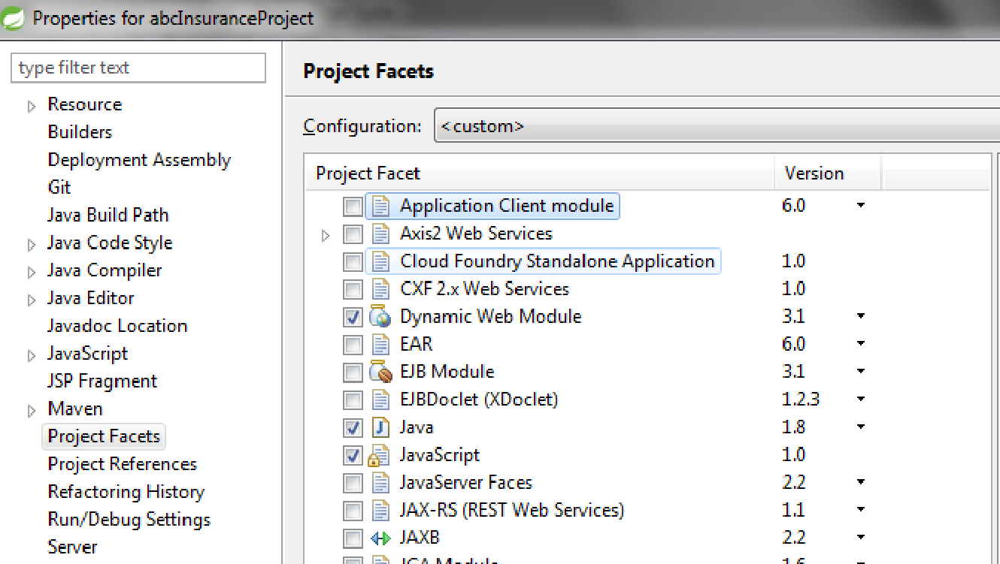 Properties for abcInsuranceProject
type filter text
Resource
Builders
Deployment Assembly
Git
Java Build Path
Java Code Style
Java Compiler
Java Editor
Javadoc Location
JavaScript
JSP Fragment
Maven
Project Facets
Project References
Refactoring History
Run/Debug Settings
Server
Project Facets
Configuration: <custom>
Project Facet Version
Application Client module 6.0
Axis2 Web Services
Cloud Foundry Standalone Application 1.0
CXF 2.x Web Services 1.0
Dynamic Web Module 3.1
EAR 6.0
EJB Module 3.1
EJBDoclet (XDoclet) 1.2.3
Java 1.8
JavaScript 1.0
JavaServer Faces 2.2
JAX-RS (REST Web Services) 1.1
JAXB 2.2
JCA Module 1.6